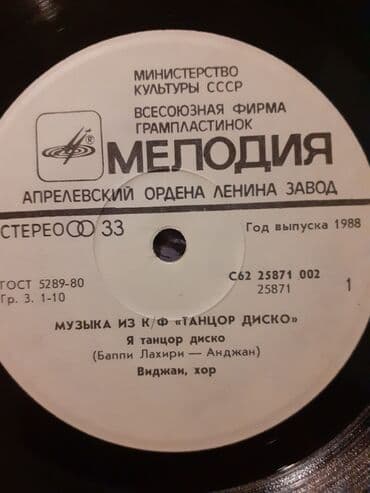 МИНИСТЕРСТВО
КУЛЬТУРЫ СССР
ВСЕСОЮЗНАЯ ФИРМА
ГРАМПЛАСТИНОК
МЕЛОДИЯ
АПРЕЛЕВСКИЙ ОРДЕНА ЛЕНИНА ЗАВОД
СТЕРЕО 33
Год выпуска 1988
ГОСТ 5289-80
Гр. 3. 1-10
С62 25871 002
25871
1
МУЗЫКА ИЗ К/Ф «ТАНЦОР ДИСКО»
Я танцор диско
(Баппи Лахири — Анджан)
Виджаи, хор